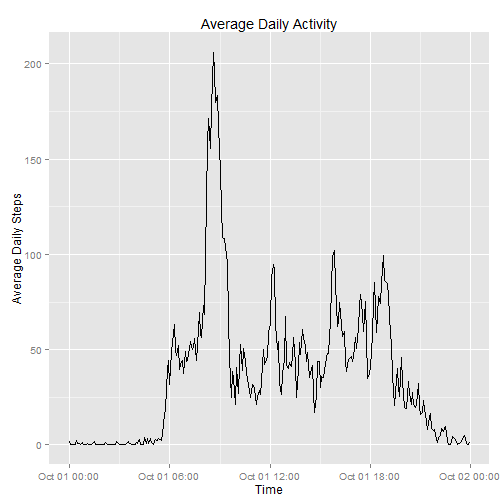 Average Daily Activity
200
150
100
50
0
Average Daily Steps
Oct 01 00:00
Oct 01 06:00
Oct 01 12:00
Oct 01 18:00
Oct 02 00:00
Time